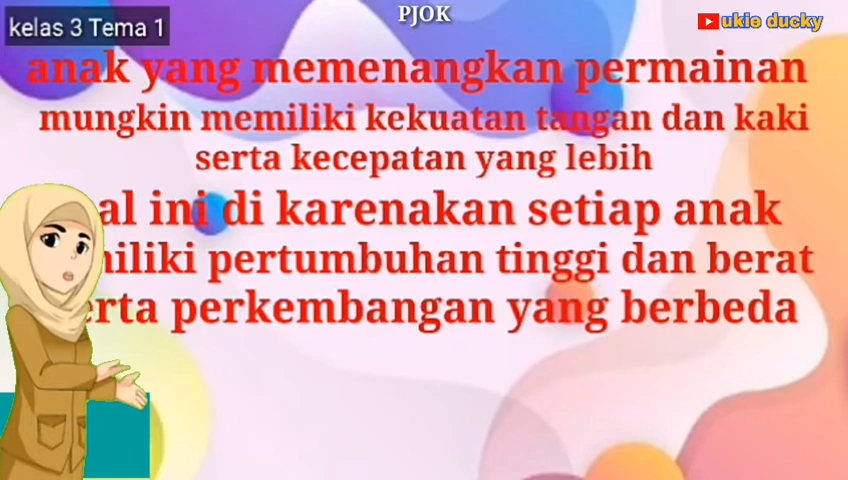 PJOK
kelas 3 Tema 1
ukie ducky
anak yang memenangkan permainan
mungkin memiliki kekuatan tangan dan kaki
serta kecepatan yang lebih
al ini di karenakan setiap anak
pertumbuhan tinggi dan berat
perkembangan yang berbeda